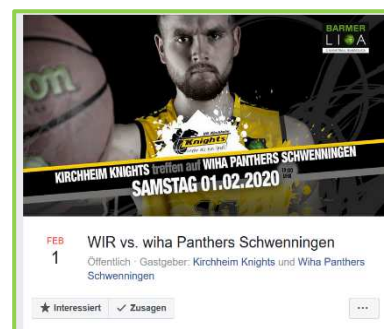 BARMER
LIGA
Knights
KIRCHHEIM KNIGHTS treffen auf WIHA PANTHERS SCHWENNINGEN
SAMSTAG 01.02.2020
FEB
1
WIR vs. wiha Panthers Schwenningen
Öffentlich · Gastgeber: Kirchheim Knights und Wiha Panthers
Schwenningen
Interessiert
Zusagen